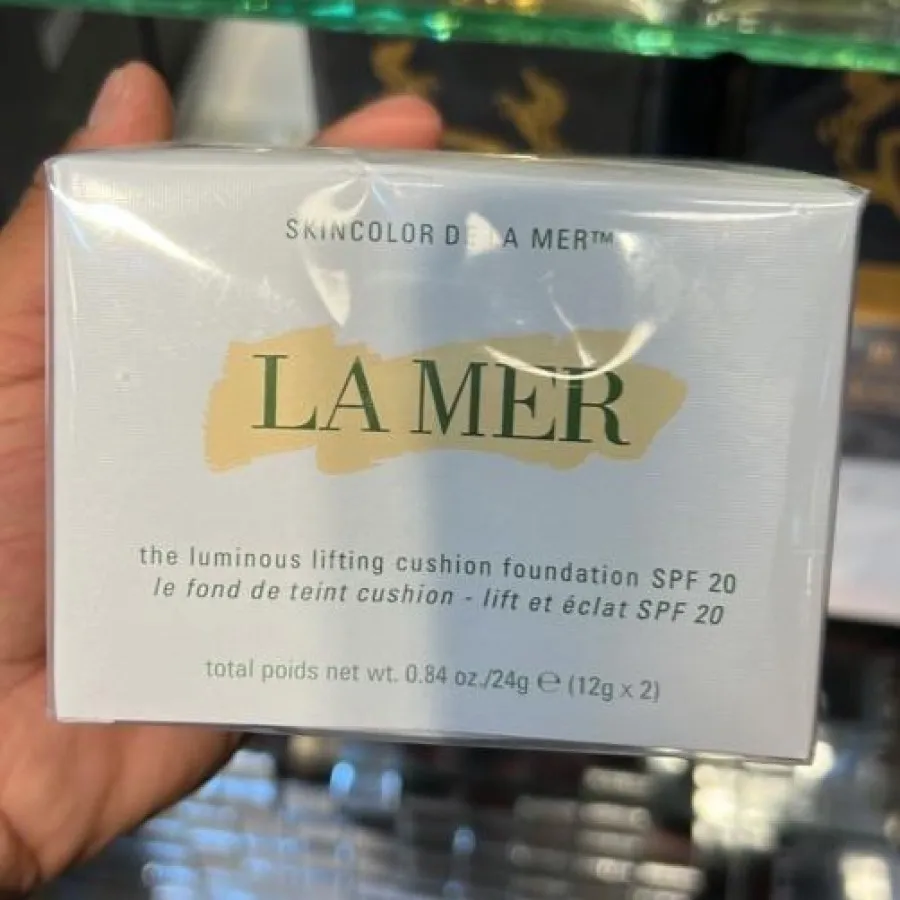 SKINCOLOR DE LA MER™
LA MER
the luminous lifting cushion foundation SPF 20
le fond de teint cushion - lift et éclat SPF 20
total poids net wt. 0.84 oz./24g ℮ (12g x 2)